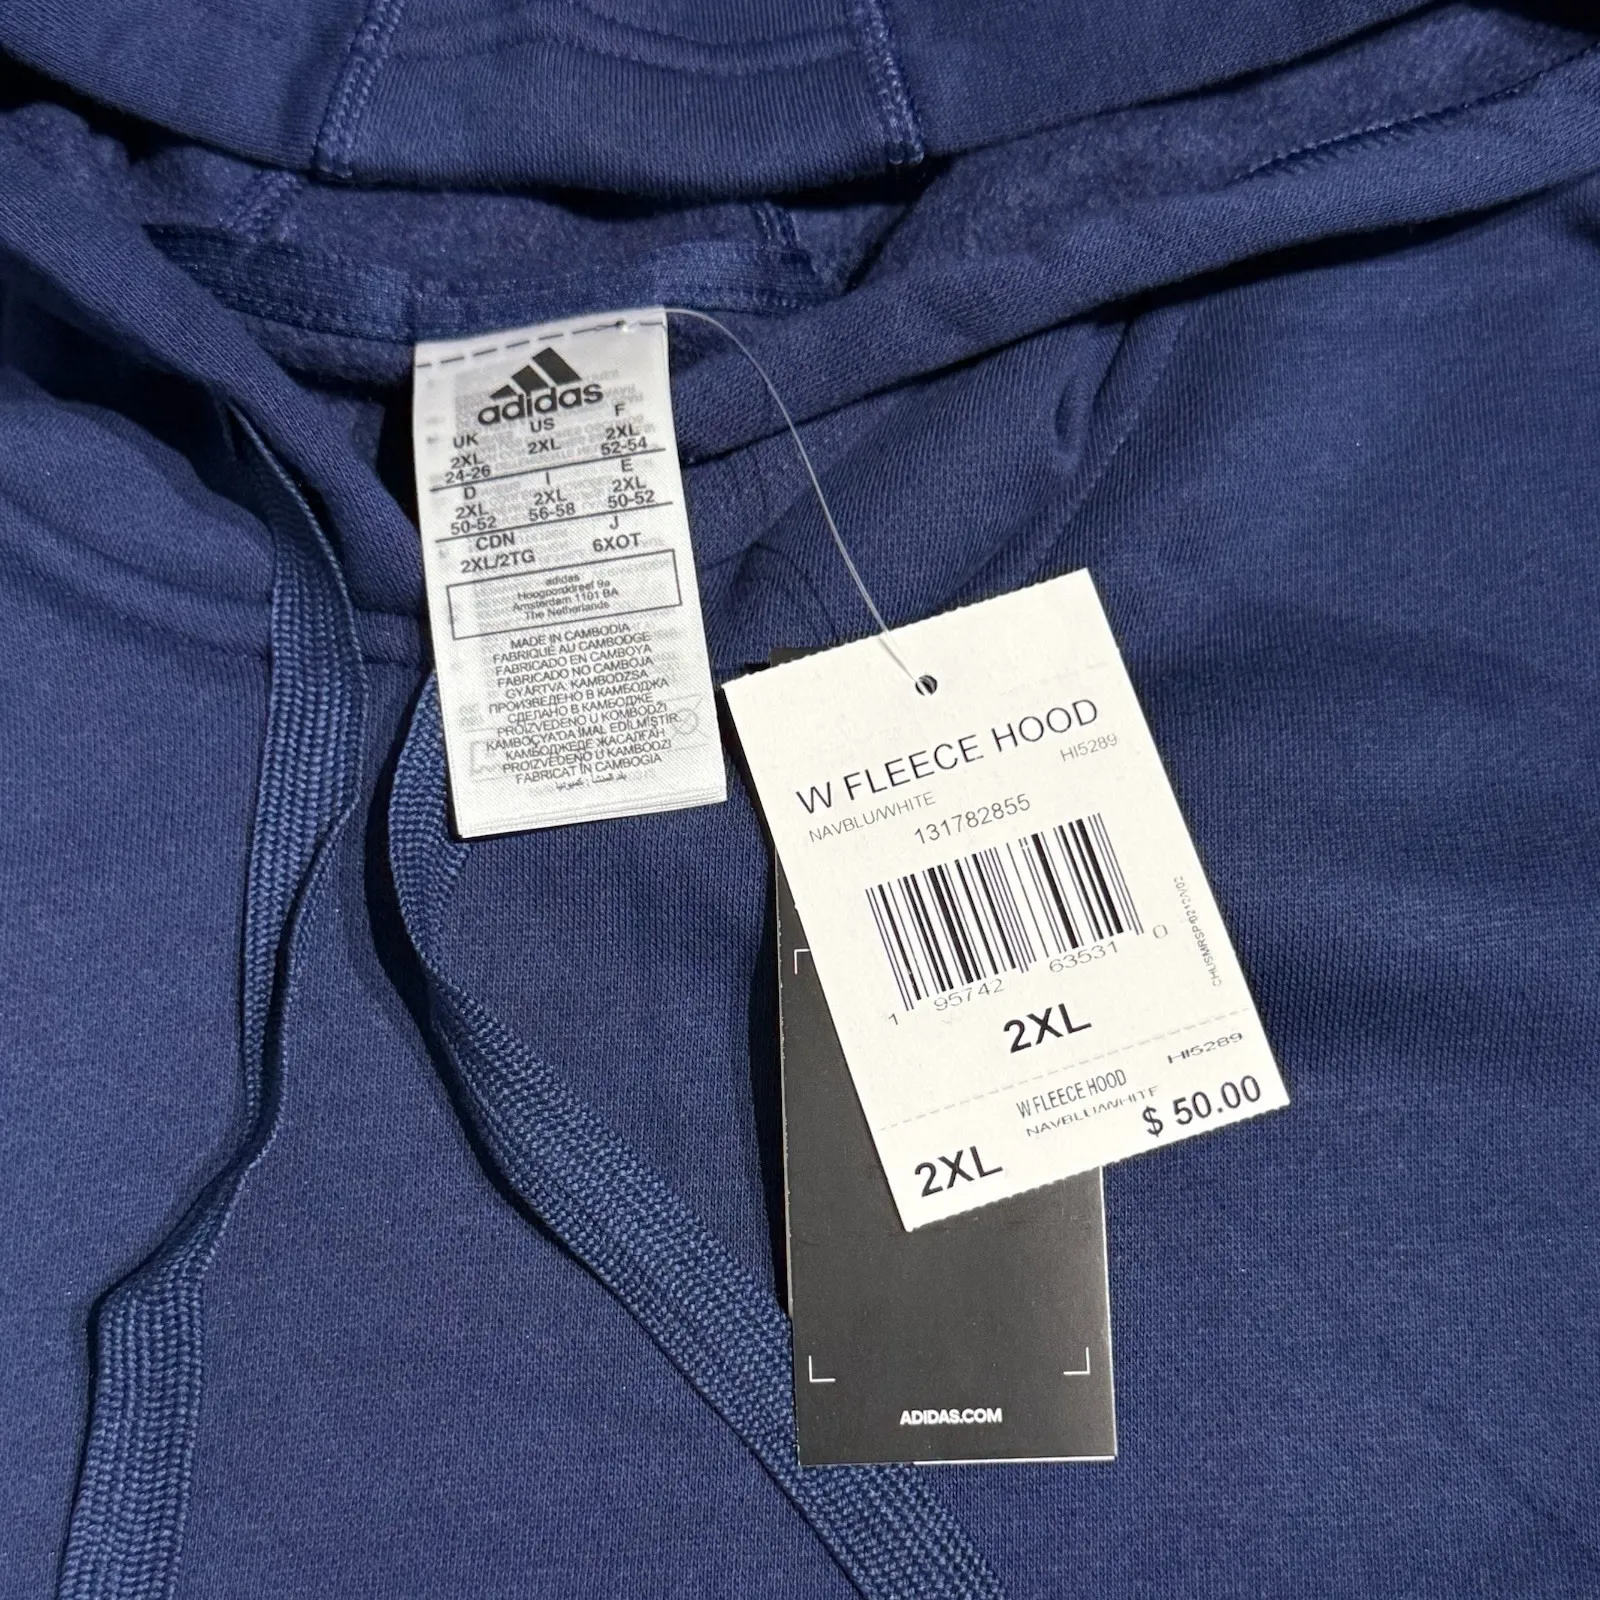 adidas
UK US F
2XL 2XL 2XL
24-26 52-54
D I E
2XL 2XL 2XL
50-52 56-58 50-52
CDN J
2XL/2TG 6XOT
adidas
Hoogoorddreef 9a
Amsterdam 1101 BA
The Netherlands
MADE IN CAMBODIA
FABRIQUÉ AU CAMBODGE
FABRICADO EN CAMBOYA
FABRICADO NO CAMBOJA
GYÁRTVA: KAMBODZSA
ПРОИЗВЕДЕНО В КАМБОДЖА
СДЕЛАНО В КАМБОДЖЕ
PROIZVEDENO U KOMBODŽI
KAMBOÇYA'DA İMAL EDİLMİŞTİR
КАМБОДЖЕДЕ ЖАСАЛҒАН
PROIZVEDENO U KAMBODŽI
FABRICAT ÎN CAMBOGIA
W FLEECE HOOD
NAVBLU/WHITE HI5289
131782855
1 95742 63531 0
CHUSMRSP0212A/02
2XL
HI5289
W FLEECE HOOD
NAVBLU/WHITE
2XL $ 50.00
ADIDAS.COM